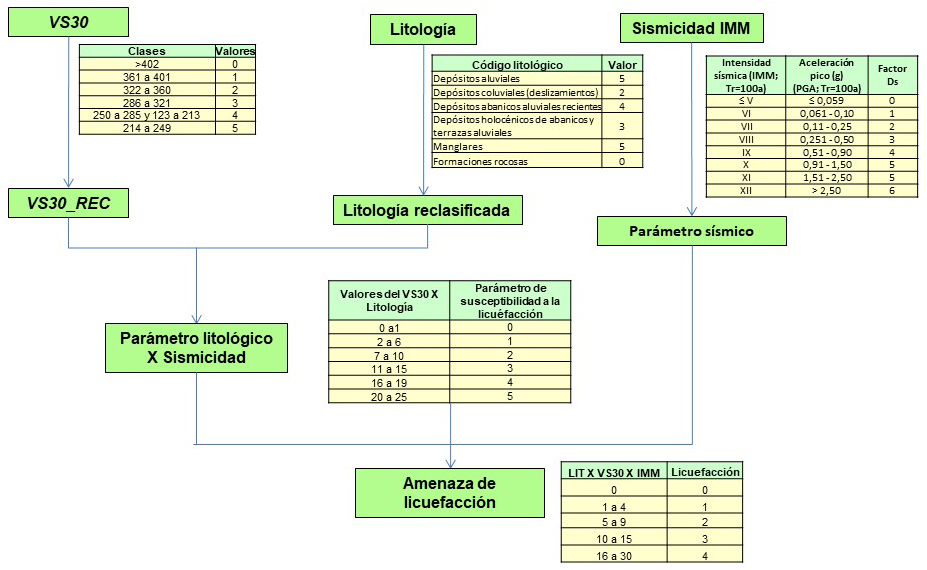 VS30
Clases Valores
>402 0
361 a 401 1
322 a 360 2
286 a 321 3
250 a 285 y 123 a 213 4
214 a 249 5
VS30_REC
Litología
Código litológico Valor
Depósitos aluviales 5
Depósitos coluviales (deslizamientos) 2
Depósitos abanicos aluviales recientes 4
Depósitos holocénicos de abanicos y
terrazas aluviales 3
Manglares 5
Formaciones rocosas 0
Litología reclasificada
Sismicidad IMM
Intensidad sísmica (IMM; Tr=100a) Aceleración pico (g) (PGA; Tr=100a) Factor Ds
≤ V ≤ 0,059 0
VI 0,061 - 0,10 1
VII 0,11 - 0,25 2
VIII 0,251 - 0,50 3
IX 0,51 - 0,90 4
X 0,91 - 1,50 5
XI 1,51 - 2,50 5
XII > 2,50 6
Parámetro sísmico
Parámetro litológico
X Sismicidad
Valores del VS30 X Litología Parámetro de susceptibilidad a la licuefacción
0 a1 0
2 a 6 1
7 a 10 2
11 a 15 3
16 a 19 4
20 a 25 5
Amenaza de
licuefacción
LIT X VS30 X IMM Licuefacción
0 0
1 a 4 1
5 a 9 2
10 a 15 3
16 a 30 4